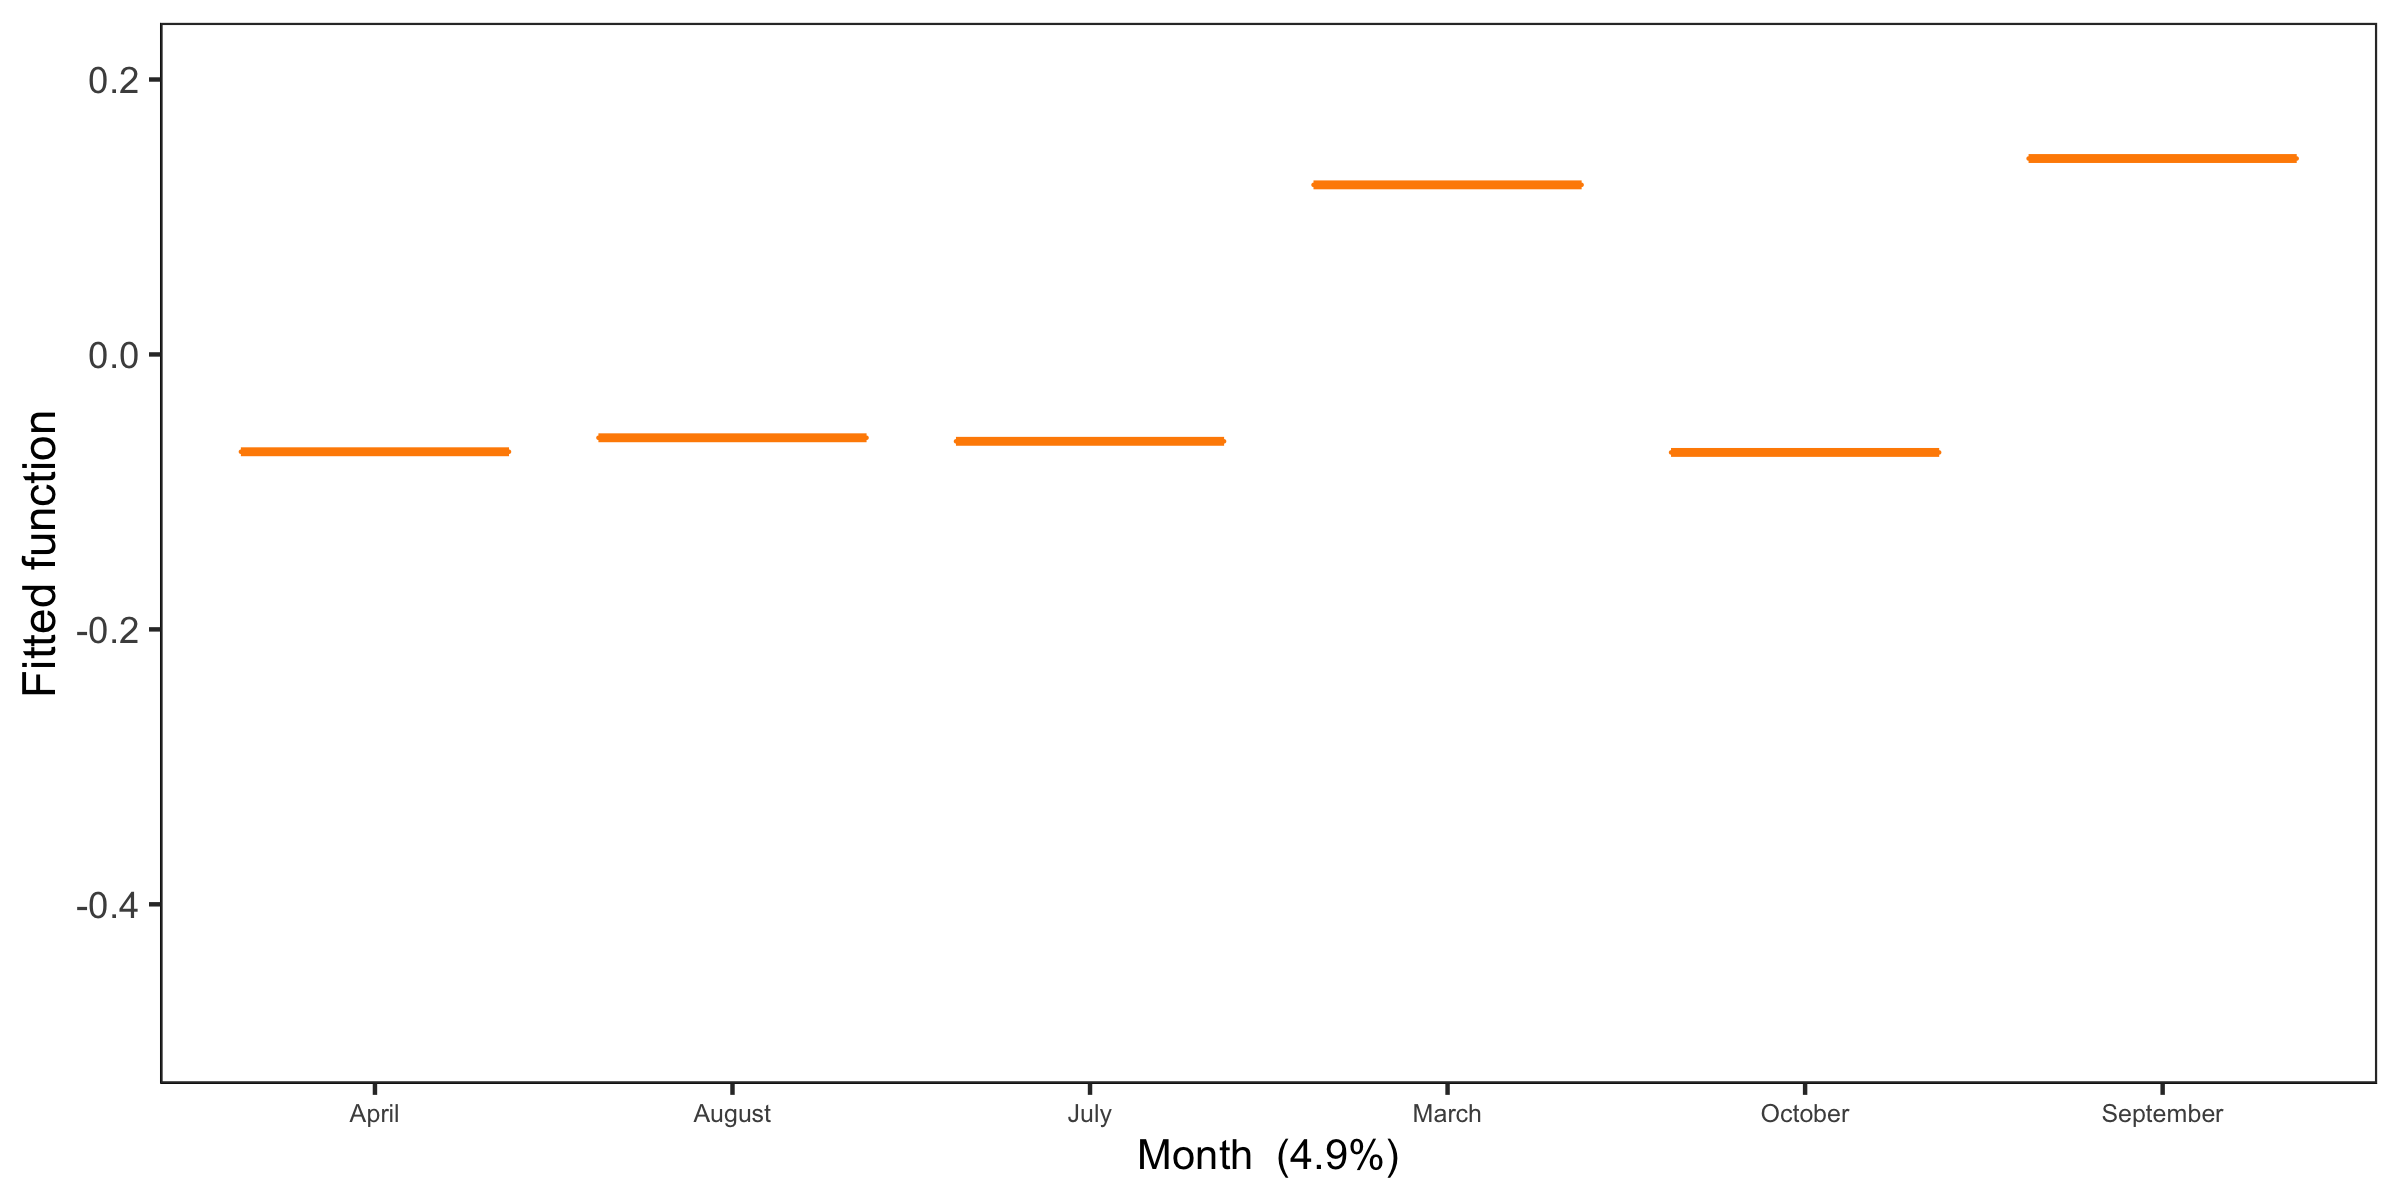 Fitted function
0.2
0.0
-0.2
-0.4
April August July March October September
Month (4.9%)